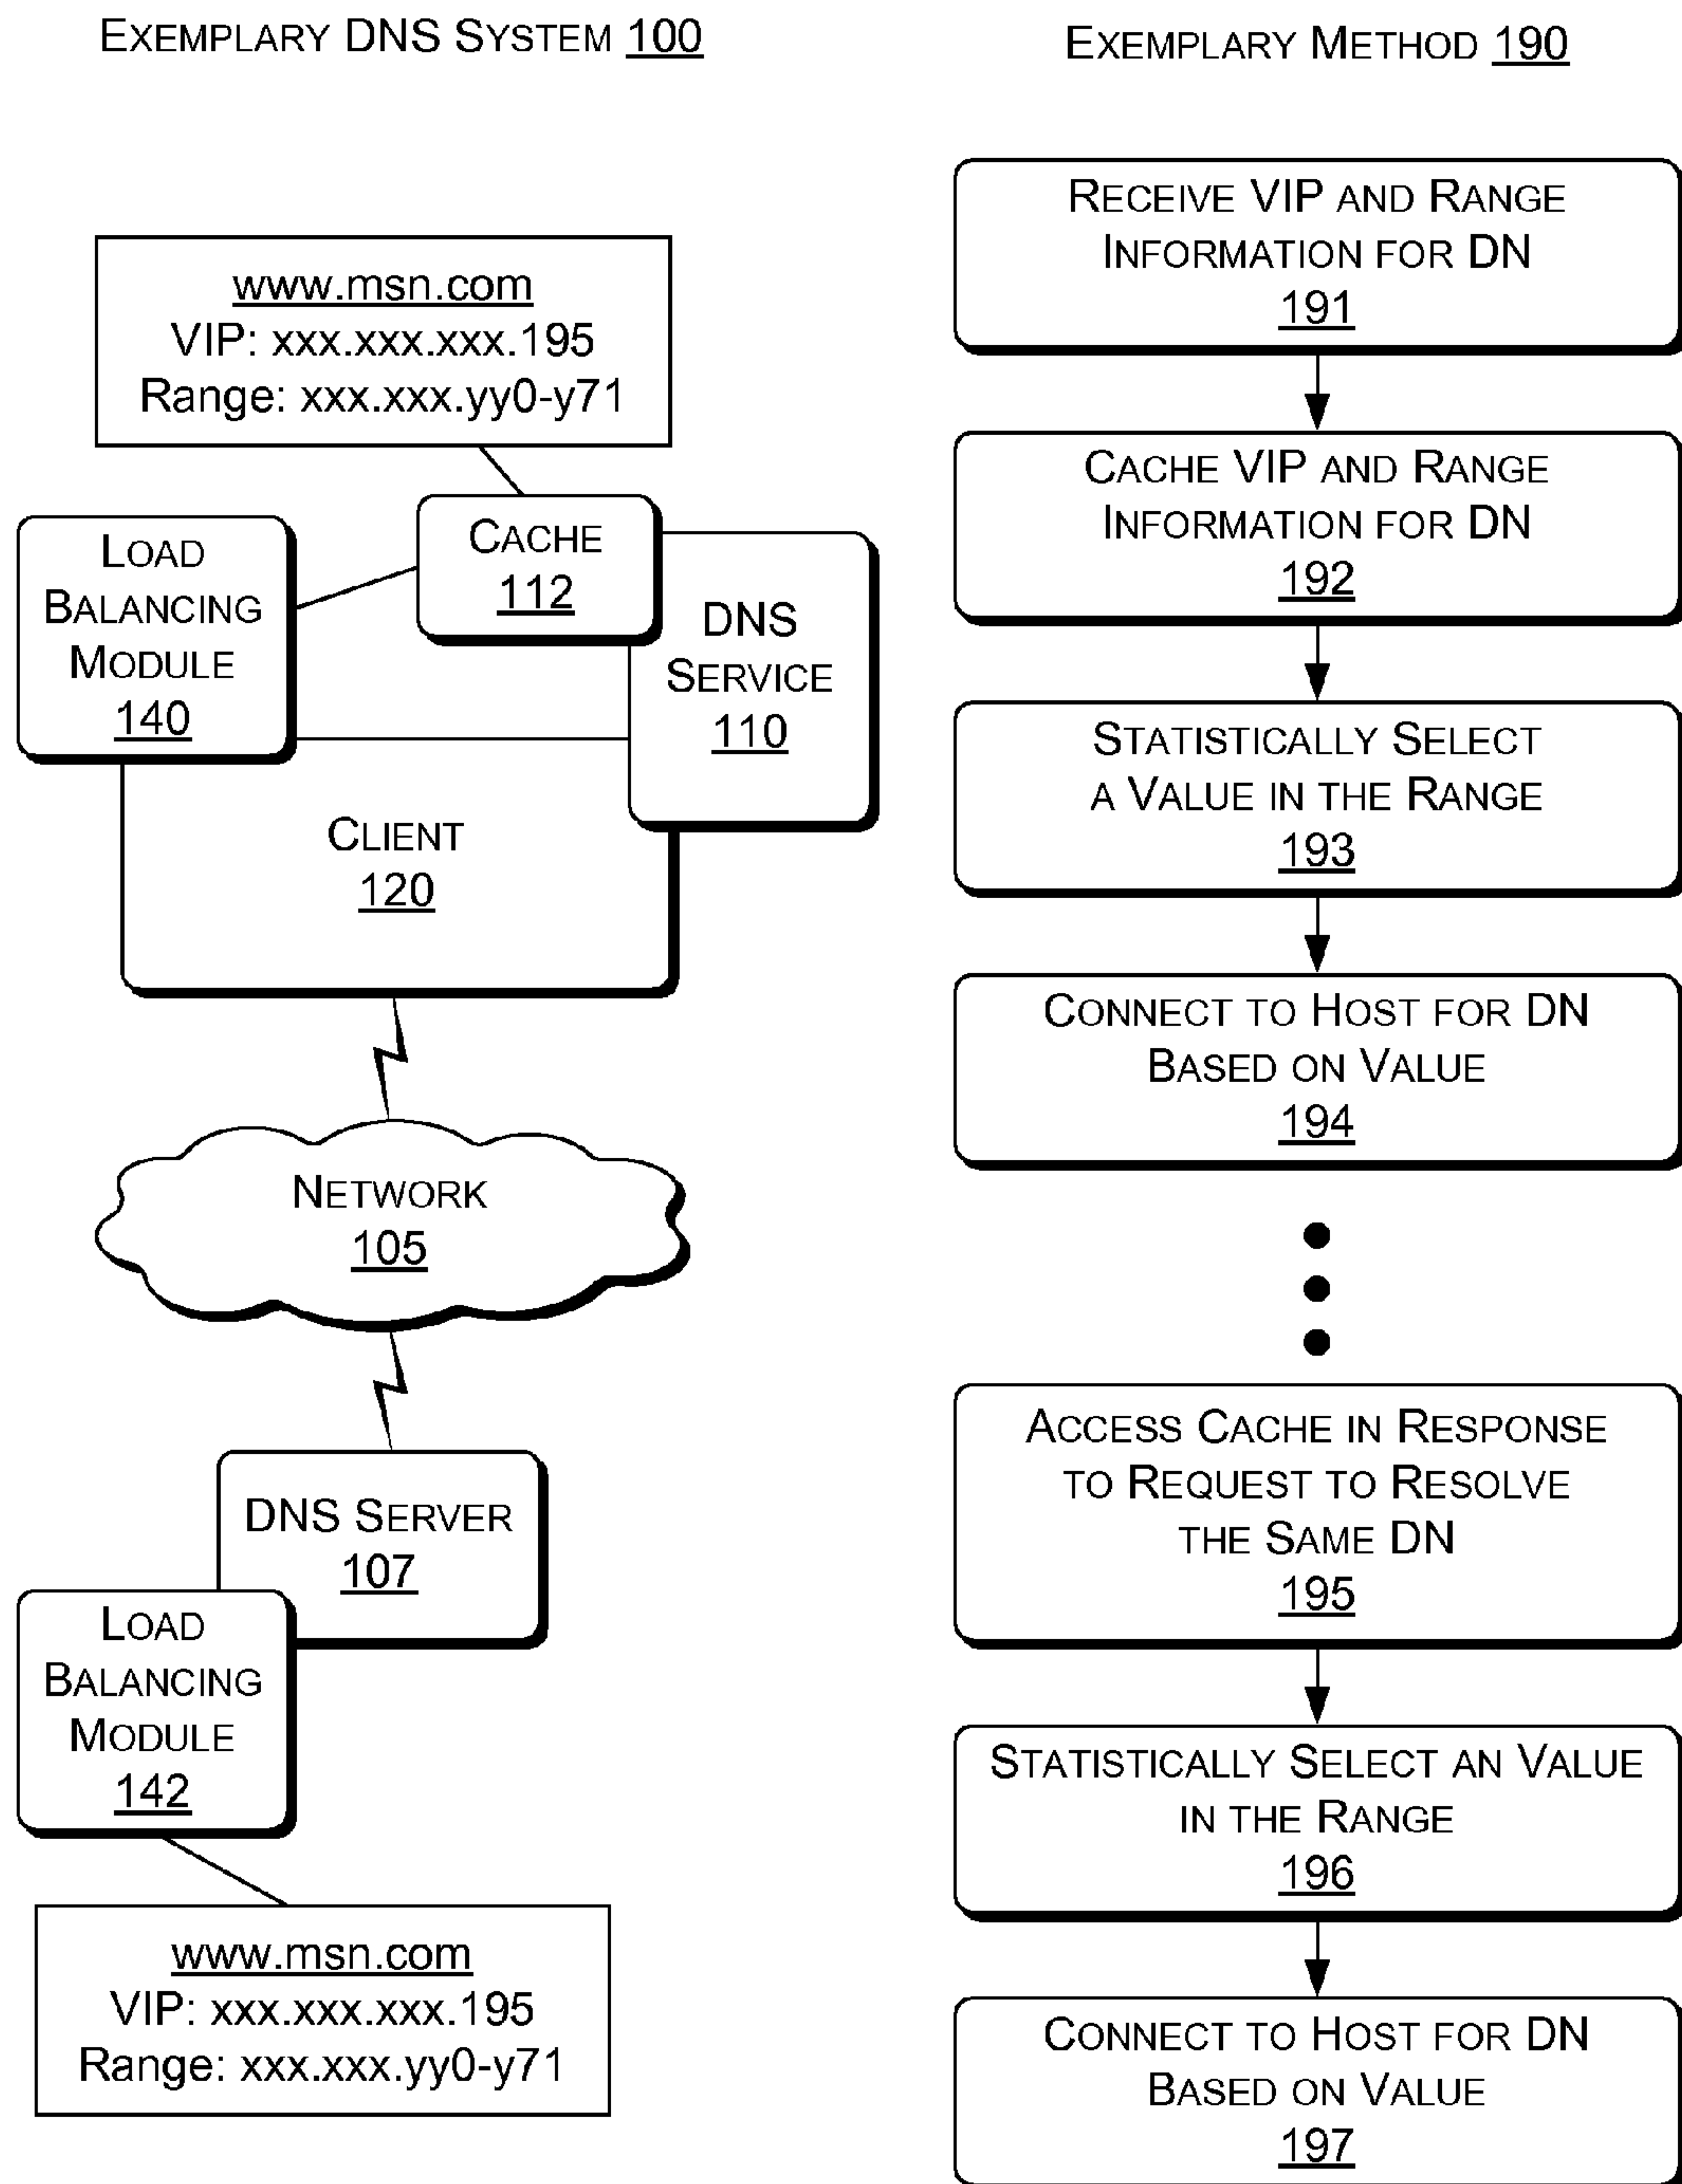 EXEMPLARY DNS SYSTEM 100
www.msn.com
VIP: xxx.xxx.xxx.195
Range: xxx.xxx.yy0-y71
CACHE
112
LOAD
BALANCING
MODULE
140
DNS
SERVICE
110
CLIENT
120
NETWORK
105
DNS SERVER
107
LOAD
BALANCING
MODULE
142
www.msn.com
VIP: xxx.xxx.xxx.195
Range: xxx.xxx.yy0-y71
EXEMPLARY METHOD 190
RECEIVE VIP AND RANGE
INFORMATION FOR DN
191
CACHE VIP AND RANGE
INFORMATION FOR DN
192
STATISTICALLY SELECT
A VALUE IN THE RANGE
193
CONNECT TO HOST FOR DN
BASED ON VALUE
194
ACCESS CACHE IN RESPONSE
TO REQUEST TO RESOLVE
THE SAME DN
195
STATISTICALLY SELECT AN VALUE
IN THE RANGE
196
CONNECT TO HOST FOR DN
BASED ON VALUE
197